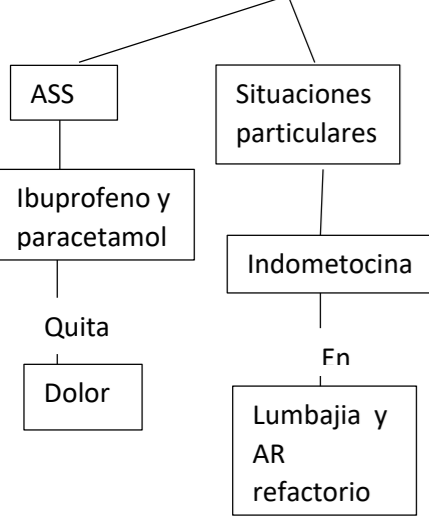 ASS
Ibuprofeno y
paracetamol
Quita
Dolor
Situaciones
particulares
Indometocina
En
Lumbajia y
AR
refactorio